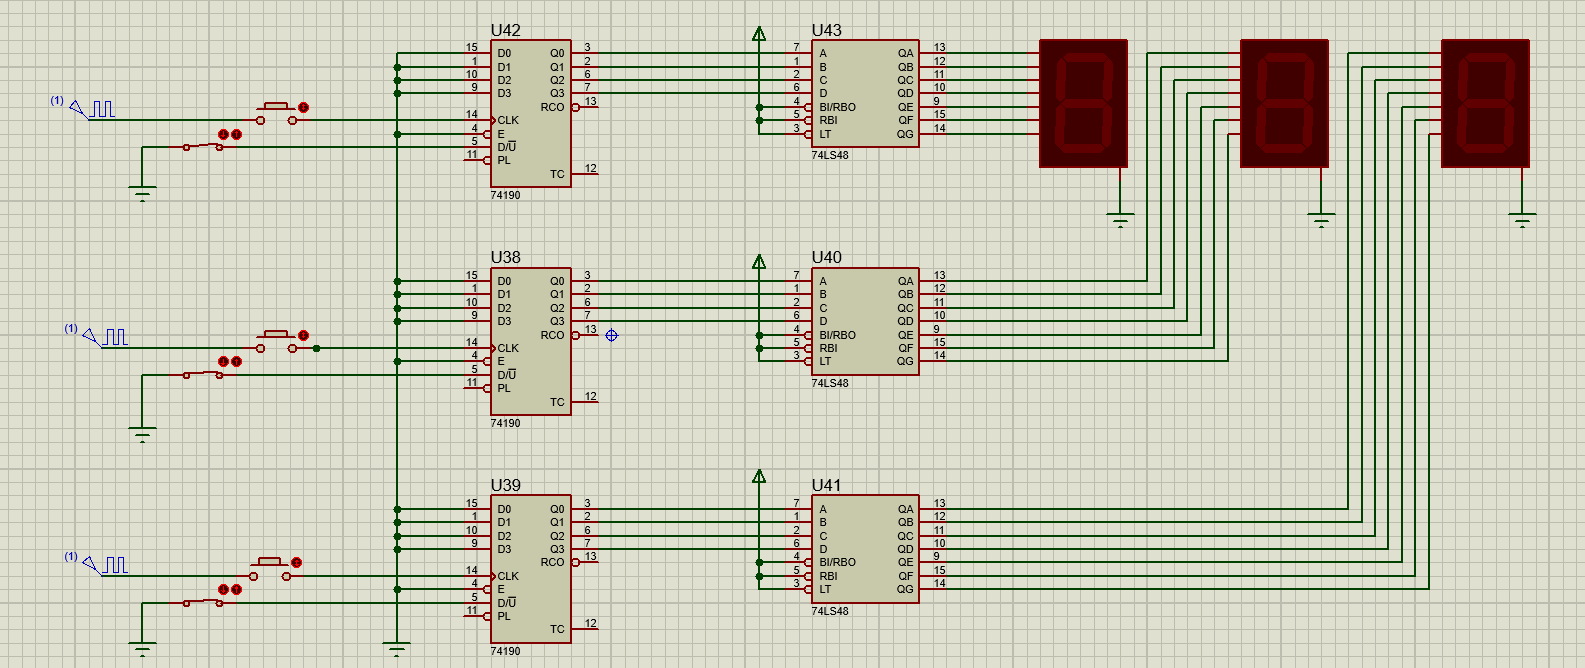 U42
15 D0 Q0 3
1 D1 Q1 2
10 D2 Q2 6
9 D3 Q3 7
RCO 13
(1)
14 CLK
4 E
5 D/U̅
11 PL
TC 12
74190
U43
7 A QA 13
1 B QB 12
2 C QC 11
6 D QD 10
4 BI/RBO QE 9
5 RBI QF 15
3 LT QG 14
74LS48
U38
15 D0 Q0 3
1 D1 Q1 2
10 D2 Q2 6
9 D3 Q3 7
RCO 13
(1)
14 CLK
4 E
5 D/U̅
11 PL
TC 12
74190
U40
7 A QA 13
1 B QB 12
2 C QC 11
6 D QD 10
4 BI/RBO QE 9
5 RBI QF 15
3 LT QG 14
74LS48
U39
15 D0 Q0 3
1 D1 Q1 2
10 D2 Q2 6
9 D3 Q3 7
RCO 13
(1)
14 CLK
4 E
5 D/U̅
11 PL
TC 12
74190
U41
7 A QA 13
1 B QB 12
2 C QC 11
6 D QD 10
4 BI/RBO QE 9
5 RBI QF 15
3 LT QG 14
74LS48